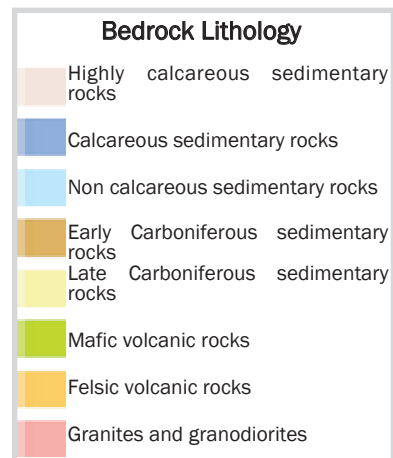 Bedrock Lithology
Highly calcareous sedimentary
rocks
Calcareous sedimentary rocks
Non calcareous sedimentary rocks
Early Carboniferous sedimentary
rocks
Late Carboniferous sedimentary
rocks
Mafic volcanic rocks
Felsic volcanic rocks
Granites and granodiorites